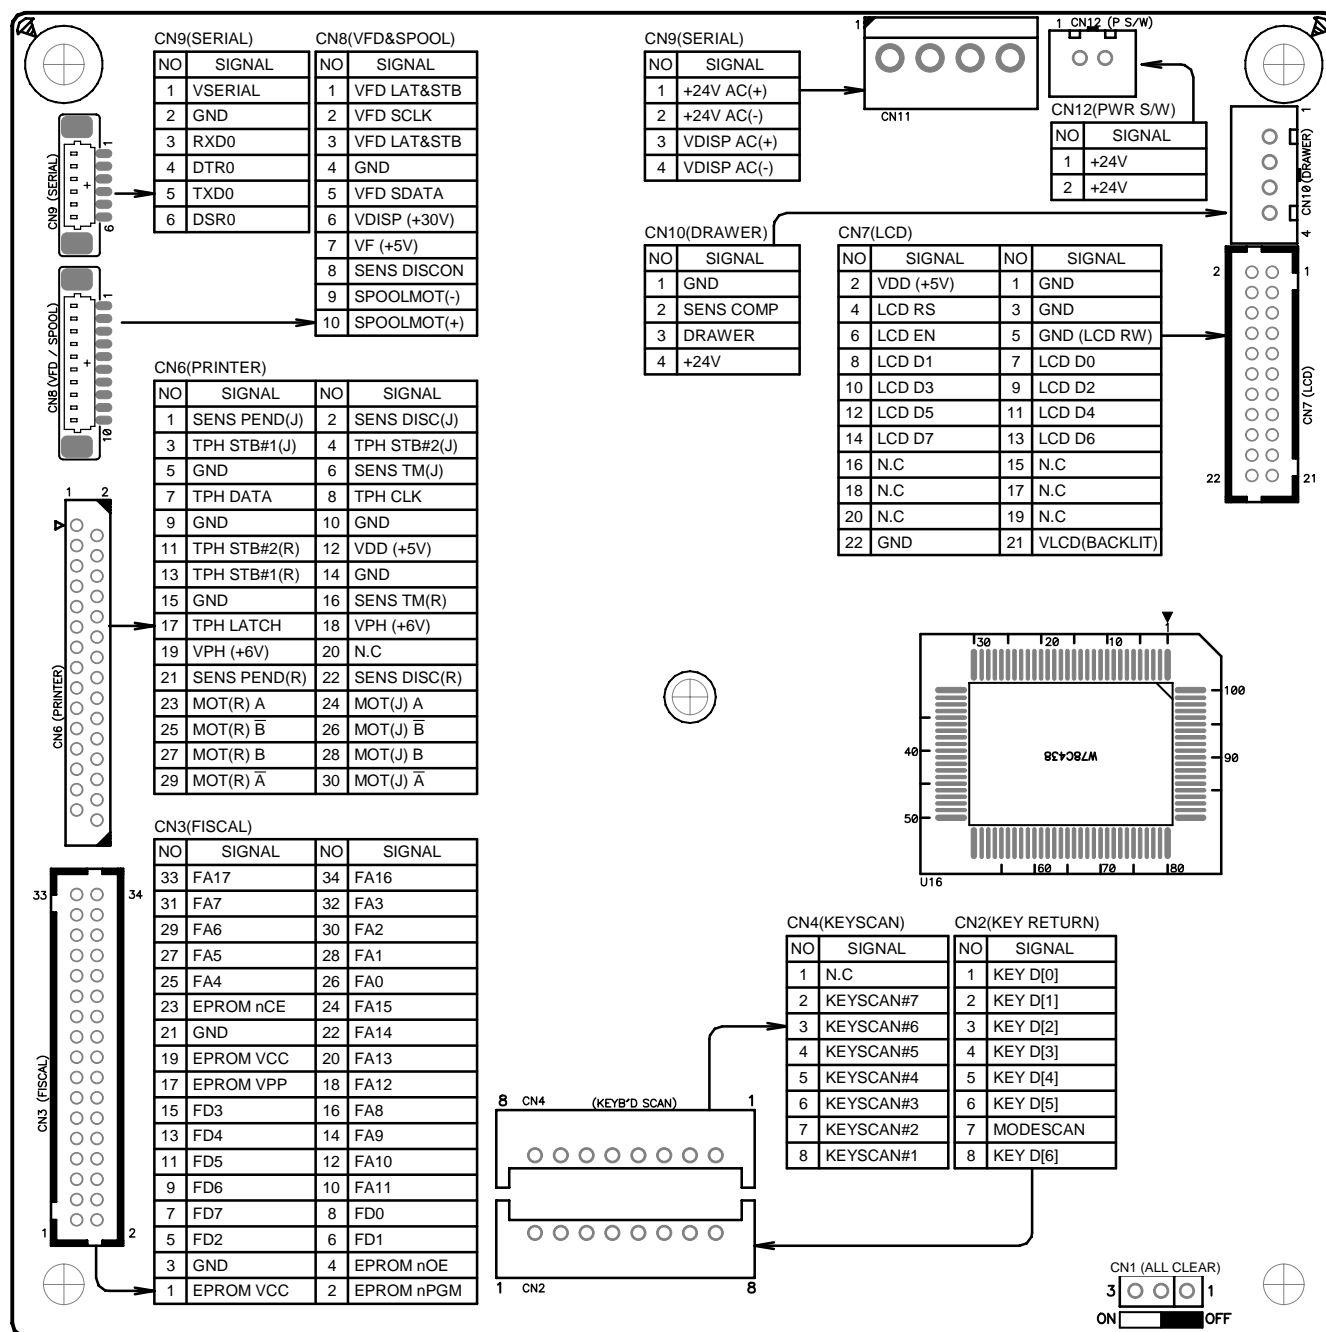 CN9(SERIAL)
NO SIGNAL
1 VSERIAL
2 GND
3 RXD0
4 DTR0
5 TXD0
6 DSR0
CN8(VFD&SPOOL)
NO SIGNAL
1 VFD LAT&STB
2 VFD SCLK
3 VFD LAT&STB
4 GND
5 VFD SDATA
6 VDISP (+30V)
7 VF (+5V)
8 SENS DISCON
9 SPOOLMOT(-)
10 SPOOLMOT(+)
CN9(SERIAL)
NO SIGNAL
1 +24V AC(+)
2 +24V AC(-)
3 VDISP AC(+)
4 VDISP AC(-)
1
CN11
1 CN12 (P S/W)
CN12(PWR S/W)
NO SIGNAL
1 +24V
2 +24V
1
CN10(DRAWER)
4
CN9 (SERIAL)
1
6
CN8 (VFD / SPOOL)
1
10
CN10(DRAWER)
NO SIGNAL
1 GND
2 SENS COMP
3 DRAWER
4 +24V
CN7(LCD)
NO SIGNAL NO SIGNAL
2 VDD (+5V) 1 GND
4 LCD RS 3 GND
6 LCD EN 5 GND (LCD RW)
8 LCD D1 7 LCD D0
10 LCD D3 9 LCD D2
12 LCD D5 11 LCD D4
14 LCD D7 13 LCD D6
16 N.C 15 N.C
18 N.C 17 N.C
20 N.C 19 N.C
22 GND 21 VLCD(BACKLIT)
2 1
CN7 (LCD)
22 21
CN6(PRINTER)
NO SIGNAL NO SIGNAL
1 SENS PEND(J) 2 SENS DISC(J)
3 TPH STB#1(J) 4 TPH STB#2(J)
5 GND 6 SENS TM(J)
7 TPH DATA 8 TPH CLK
9 GND 10 GND
11 TPH STB#2(R) 12 VDD (+5V)
13 TPH STB#1(R) 14 GND
15 GND 16 SENS TM(R)
17 TPH LATCH 18 VPH (+6V)
19 VPH (+6V) 20 N.C
21 SENS PEND(R) 22 SENS DISC(R)
23 MOT(R) A 24 MOT(J) A
25 MOT(R) B̅ 26 MOT(J) B̅
27 MOT(R) B 28 MOT(J) B
29 MOT(R) A̅ 30 MOT(J) A̅
1 2
CN6 (PRINTER)
1
30 20 10
100
40 W78C438 90
50
60 70 80
U16
CN3(FISCAL)
NO SIGNAL NO SIGNAL
33 FA17 34 FA16
31 FA7 32 FA3
29 FA6 30 FA2
27 FA5 28 FA1
25 FA4 26 FA0
23 EPROM nCE 24 FA15
21 GND 22 FA14
19 EPROM VCC 20 FA13
17 EPROM VPP 18 FA12
15 FD3 16 FA8
13 FD4 14 FA9
11 FD5 12 FA10
9 FD6 10 FA11
7 FD7 8 FD0
5 FD2 6 FD1
3 GND 4 EPROM nOE
1 EPROM VCC 2 EPROM nPGM
33 34
CN3 (FISCAL)
1 2
CN4(KEYSCAN)
NO SIGNAL
1 N.C
2 KEYSCAN#7
3 KEYSCAN#6
4 KEYSCAN#5
5 KEYSCAN#4
6 KEYSCAN#3
7 KEYSCAN#2
8 KEYSCAN#1
CN2(KEY RETURN)
NO SIGNAL
1 KEY D[0]
2 KEY D[1]
3 KEY D[2]
4 KEY D[3]
5 KEY D[4]
6 KEY D[5]
7 MODESCAN
8 KEY D[6]
8 CN4 (KEYB'D SCAN) 1
1 CN2 8
CN1 (ALL CLEAR)
3 1
ON OFF